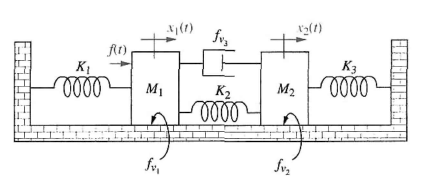 x₁(t)
x₂(t)
f(t)
fᵥ₃
K₁
K₂
K₃
M₁
M₂
fᵥ₁
fᵥ₂